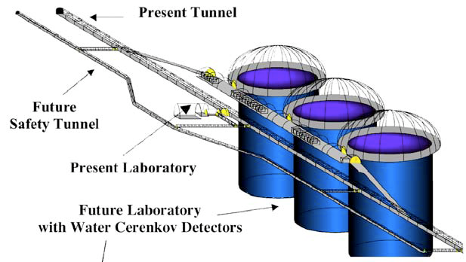 Present Tunnel
Future
Safety Tunnel
Present Laboratory
Future Laboratory
with Water Cerenkov Detectors